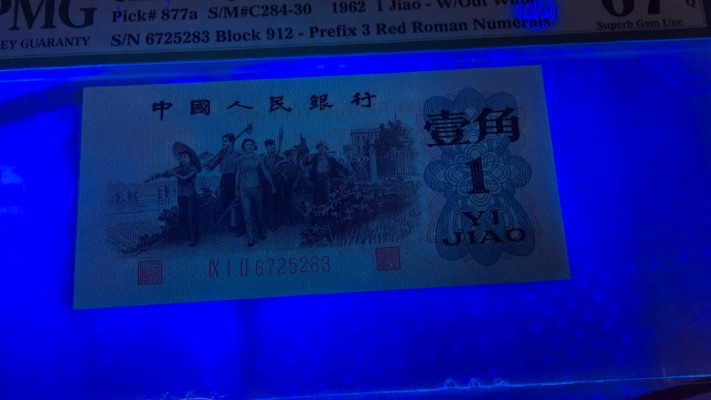 PMG
Pick# 877a S/M#C284-30 1962 1 Jiao - W/Out Wmk
EY GUARANTY
S/N 6725283 Block 912 - Prefix 3 Red Roman Numerals
67
Q
Superb Gem Unc
中國人民銀行
壹角
1
YI
JIAO
IX I II 6725283